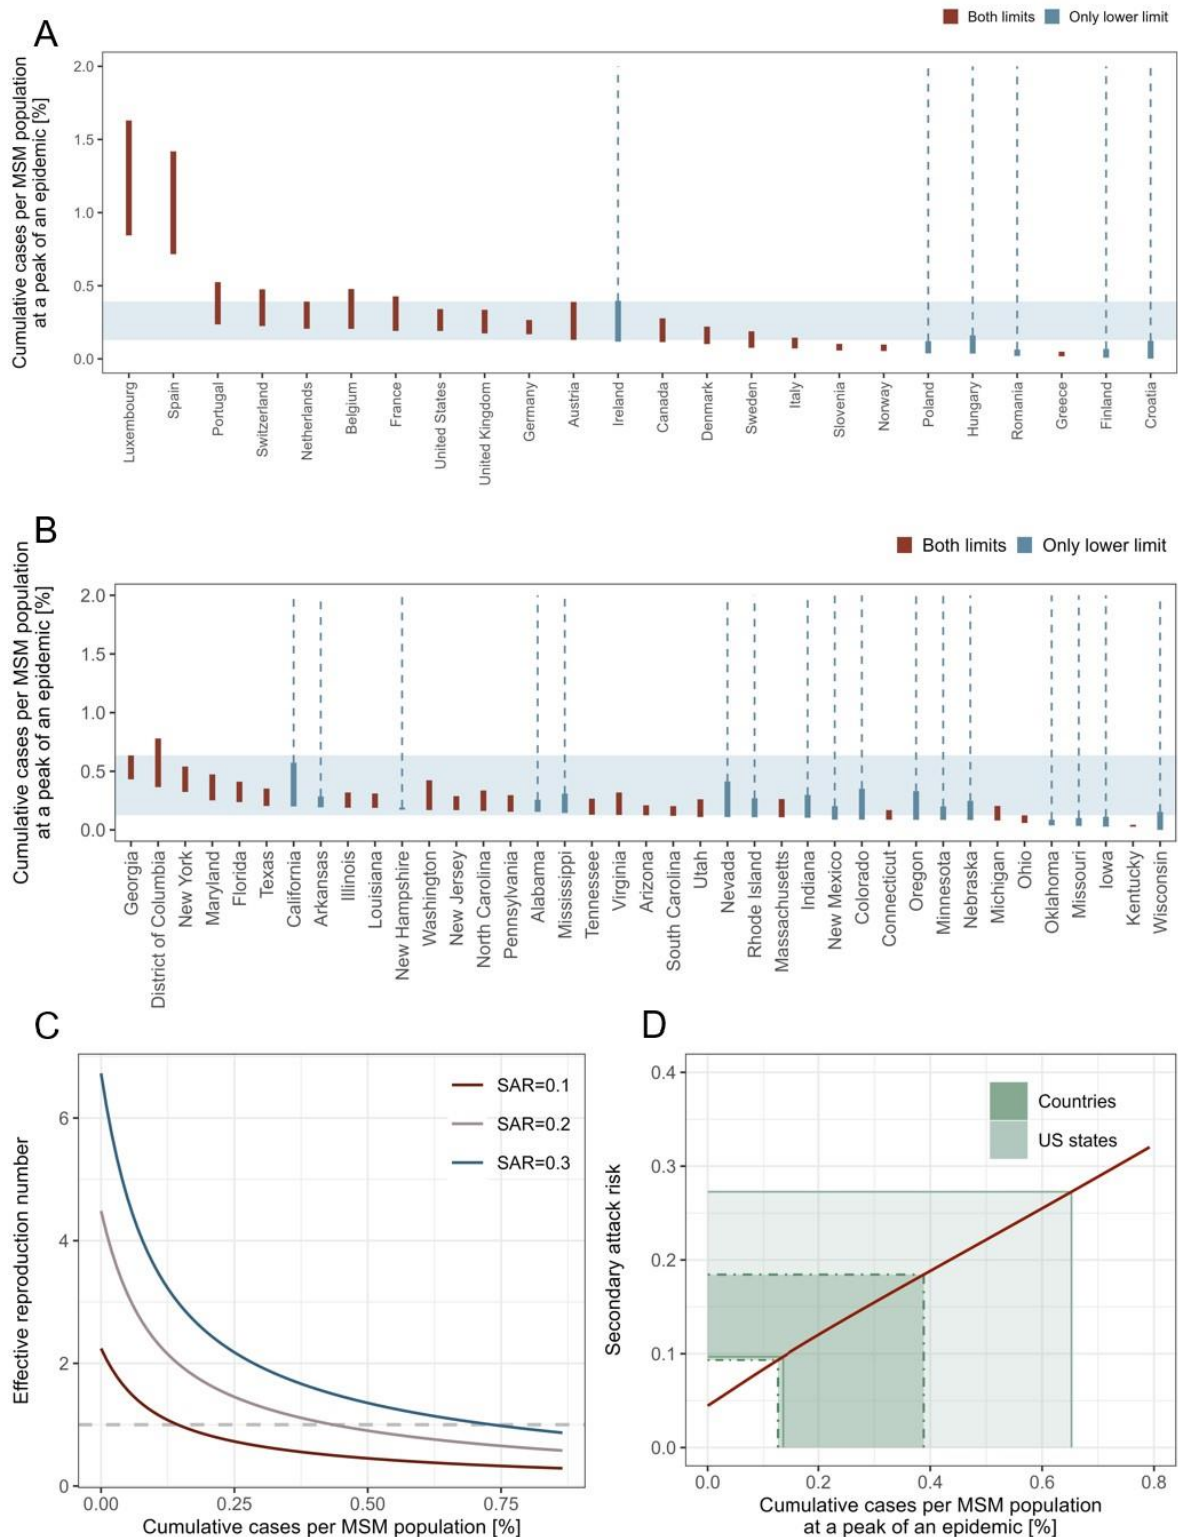 A
Both limits
Only lower limit
Cumulative cases per MSM population
at a peak of an epidemic [%]
2.0
1.5
1.0
0.5
0.0
Luxembourg
Spain
Portugal
Switzerland
Netherlands
Belgium
France
United States
United Kingdom
Germany
Austria
Ireland
Canada
Denmark
Sweden
Italy
Slovenia
Norway
Poland
Hungary
Romania
Greece
Finland
Croatia
B
Both limits
Only lower limit
Cumulative cases per MSM population
at a peak of an epidemic [%]
2.0
1.5
1.0
0.5
0.0
Georgia
District of Columbia
New York
Maryland
Florida
Texas
California
Arkansas
Illinois
Louisiana
New Hampshire
Washington
New Jersey
North Carolina
Pennsylvania
Alabama
Mississippi
Tennessee
Virginia
Arizona
South Carolina
Utah
Nevada
Rhode Island
Massachusetts
Indiana
New Mexico
Colorado
Connecticut
Oregon
Minnesota
Nebraska
Michigan
Ohio
Oklahoma
Missouri
Iowa
Kentucky
Wisconsin
C
SAR=0.1
SAR=0.2
SAR=0.3
Effective reproduction number
6
4
2
0
0.00
0.25
0.50
0.75
Cumulative cases per MSM population [%]
D
Countries
US states
Secondary attack risk
0.4
0.3
0.2
0.1
0.0
0.0
0.2
0.4
0.6
0.8
Cumulative cases per MSM population
at a peak of an epidemic [%]